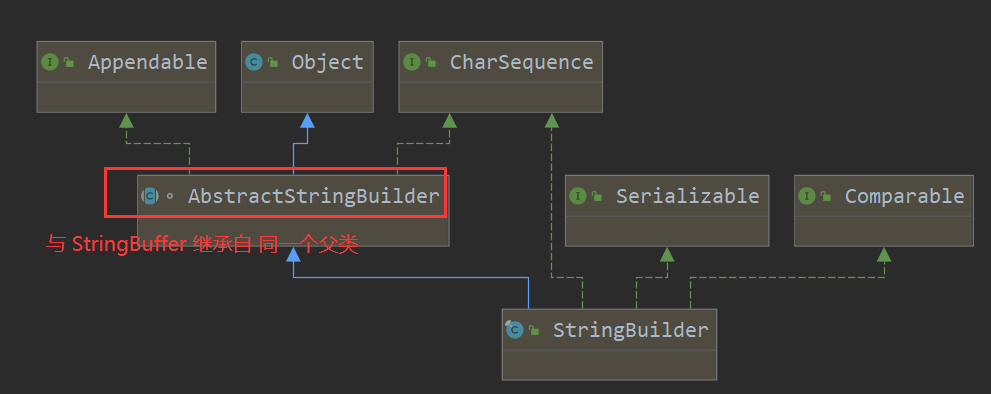 Appendable
Object
CharSequence
AbstractStringBuilder
Serializable
Comparable
与 StringBuffer 继承自 同一个父类
StringBuilder